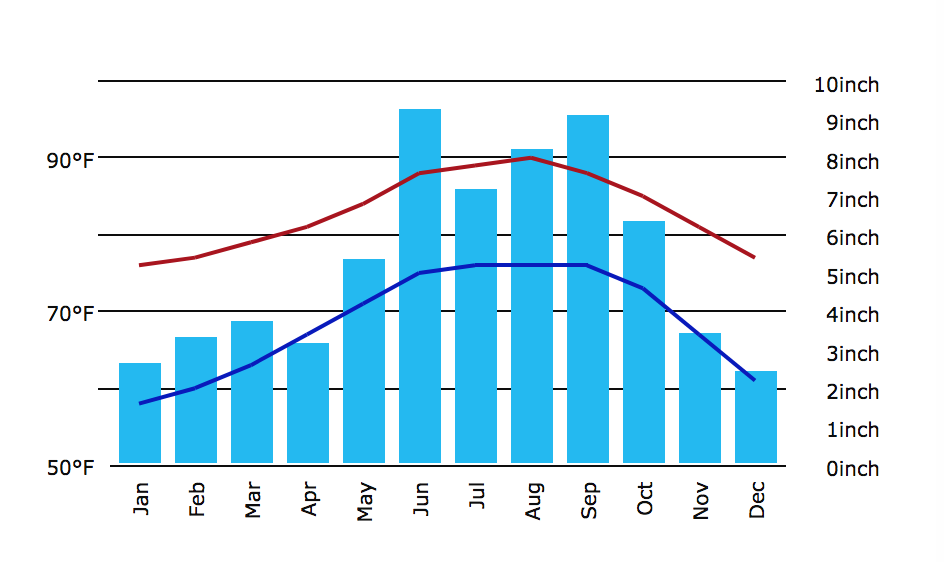 90°F
70°F
50°F
10inch
9inch
8inch
7inch
6inch
5inch
4inch
3inch
2inch
1inch
0inch
Jan
Feb
Mar
Apr
May
Jun
Jul
Aug
Sep
Oct
Nov
Dec